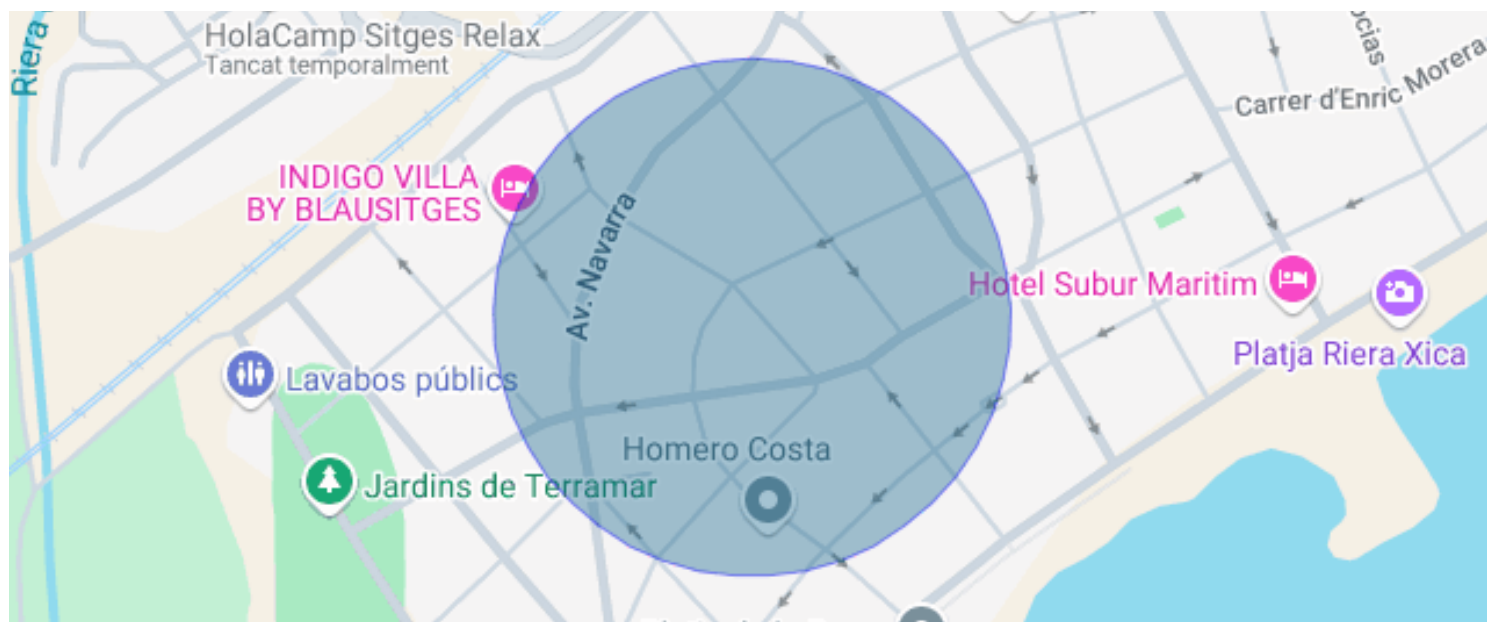 HolaCamp Sitges Relax
Tancat temporalment
Riera
ocias
Carrer d'Enric Morera
INDIGO VILLA
BY BLAUSITGES
Av. Navarra
Hotel Subur Maritim
Platja Riera Xica
Lavabos públics
Homero Costa
Jardins de Terramar